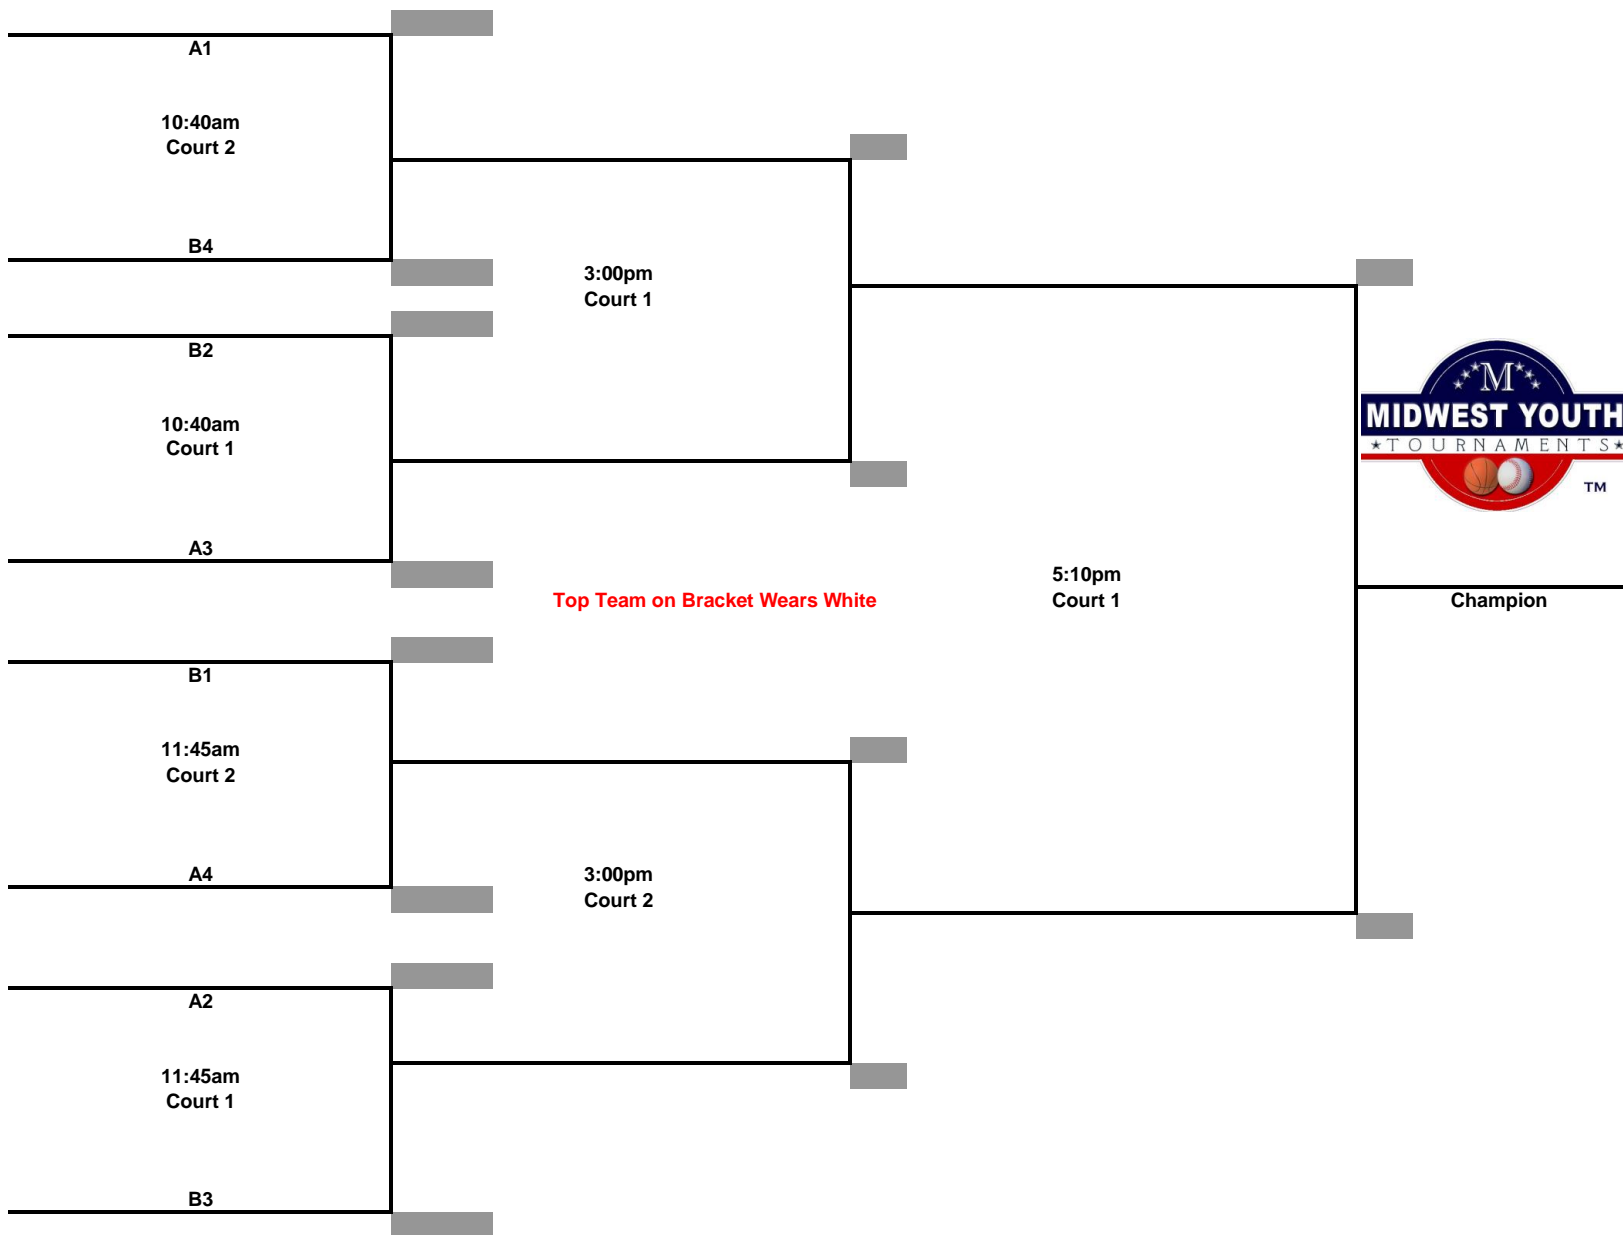 A1
10:40am
Court 2
B4
3:00pm
Court 1
B2
10:40am
Court 1
A3
M
MIDWEST YOUTH
TOURNAMENTS
TM
Top Team on Bracket Wears White
5:10pm
Court 1
Champion
B1
11:45am
Court 2
A4
3:00pm
Court 2
A2
11:45am
Court 1
B3